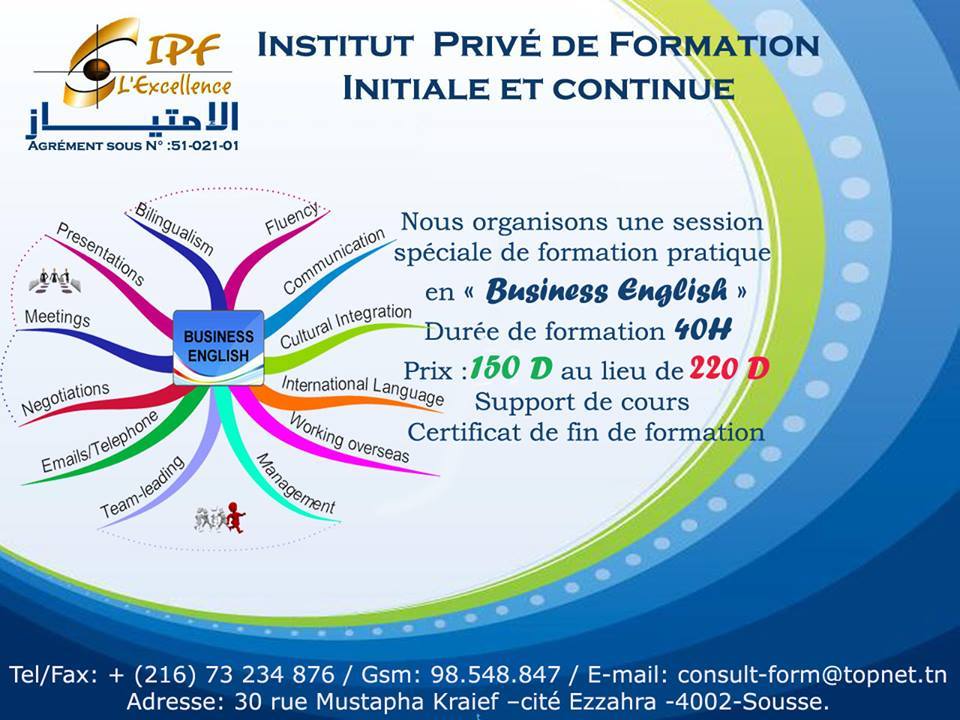 IPF
L'Excellence
الامتياز
AGRÉMENT SOUS N° :51-021-01
INSTITUT PRIVÉ DE FORMATION
INITIALE ET CONTINUE
Bilingualism
Fluency
Presentations
Communication
Meetings
Cultural Integration
BUSINESS
ENGLISH
Negotiations
International Language
Emails/Telephone
Working overseas
Team-leading
Management
Nous organisons une session
spéciale de formation pratique
en « Business English »
Durée de formation 40H
Prix :150 D au lieu de 220 D
Support de cours
Certificat de fin de formation
Tel/Fax: + (216) 73 234 876 / Gsm: 98.548.847 / E-mail: consult-form@topnet.tn
Adresse: 30 rue Mustapha Kraief –cité Ezzahra -4002-Sousse.